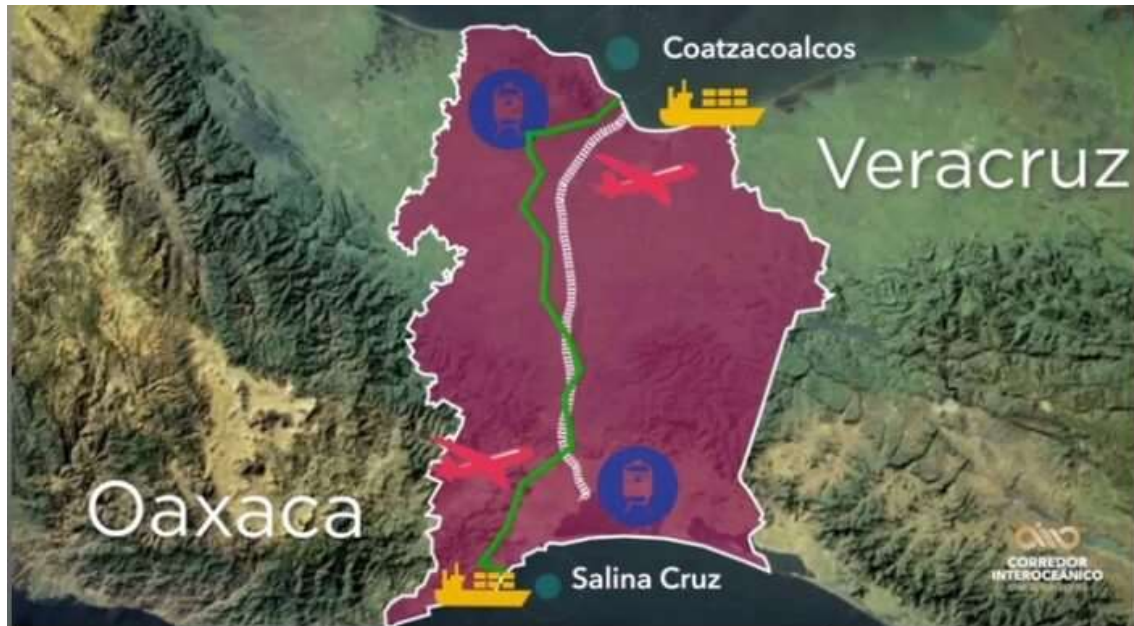 Coatzacoalcos
Veracruz
Oaxaca
Salina Cruz
CORREDOR
INTEROCEÁNICO